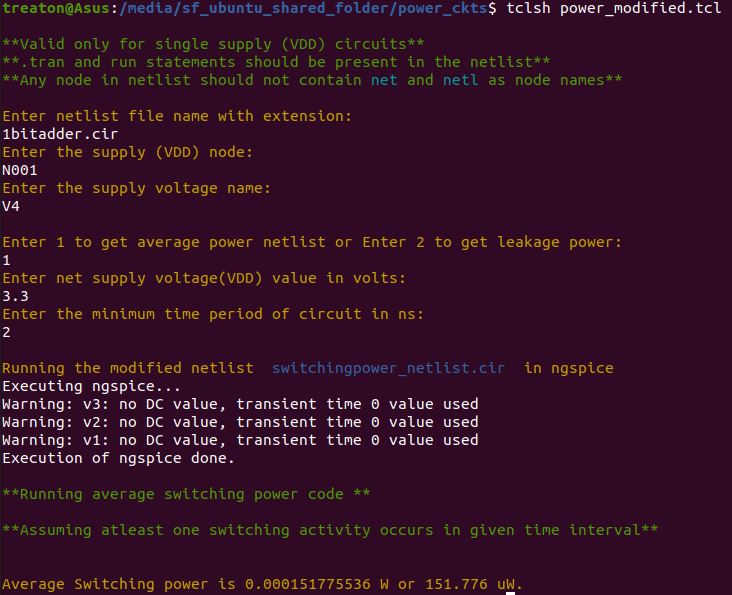 treaton@Asus:/media/sf_ubuntu_shared_folder/power_ckts$ tclsh power_modified.tcl
**Valid only for single supply (VDD) circuits**
**.tran and run statements should be present in the netlist**
**Any node in netlist should not contain net and netl as node names**
Enter netlist file name with extension:
1bitadder.cir
Enter the supply (VDD) node:
N001
Enter the supply voltage name:
V4
Enter 1 to get average power netlist or Enter 2 to get leakage power:
1
Enter net supply voltage(VDD) value in volts:
3.3
Enter the minimum time period of circuit in ns:
2
Running the modified netlist  switchingpower_netlist.cir  in ngspice
Executing ngspice...
Warning: v3: no DC value, transient time 0 value used
Warning: v2: no DC value, transient time 0 value used
Warning: v1: no DC value, transient time 0 value used
Execution of ngspice done.
**Running average switching power code **
**Assuming atleast one switching activity occurs in given time interval**
Average Switching power is 0.000151775536 W or 151.776 uW.